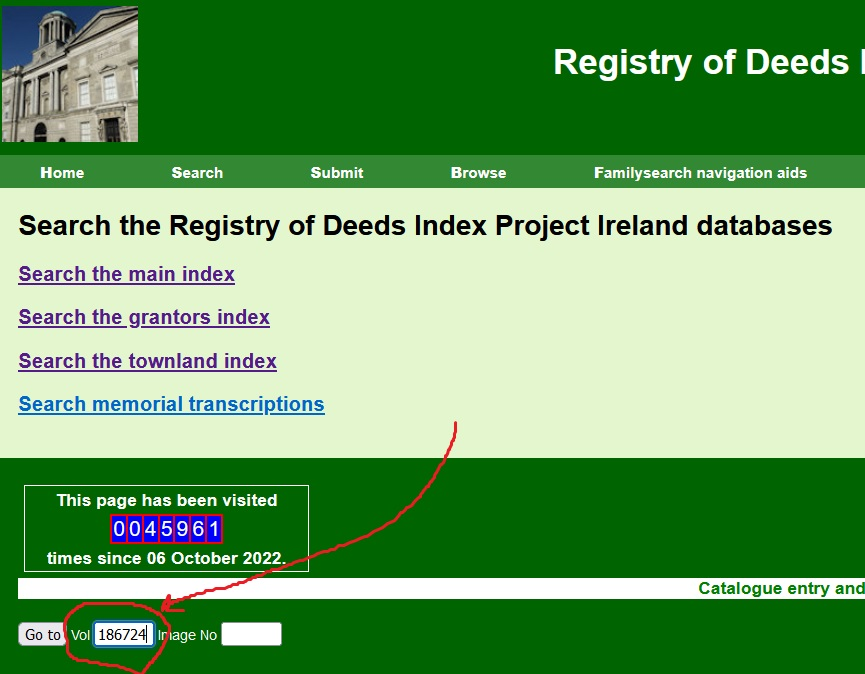 Registry of Deeds
Home Search Submit Browse Familysearch navigation aids
Search the Registry of Deeds Index Project Ireland databases
Search the main index
Search the grantors index
Search the townland index
Search memorial transcriptions
This page has been visited
0045961
times since 06 October 2022.
Catalogue entry and
Go to Vol 186724 Image No